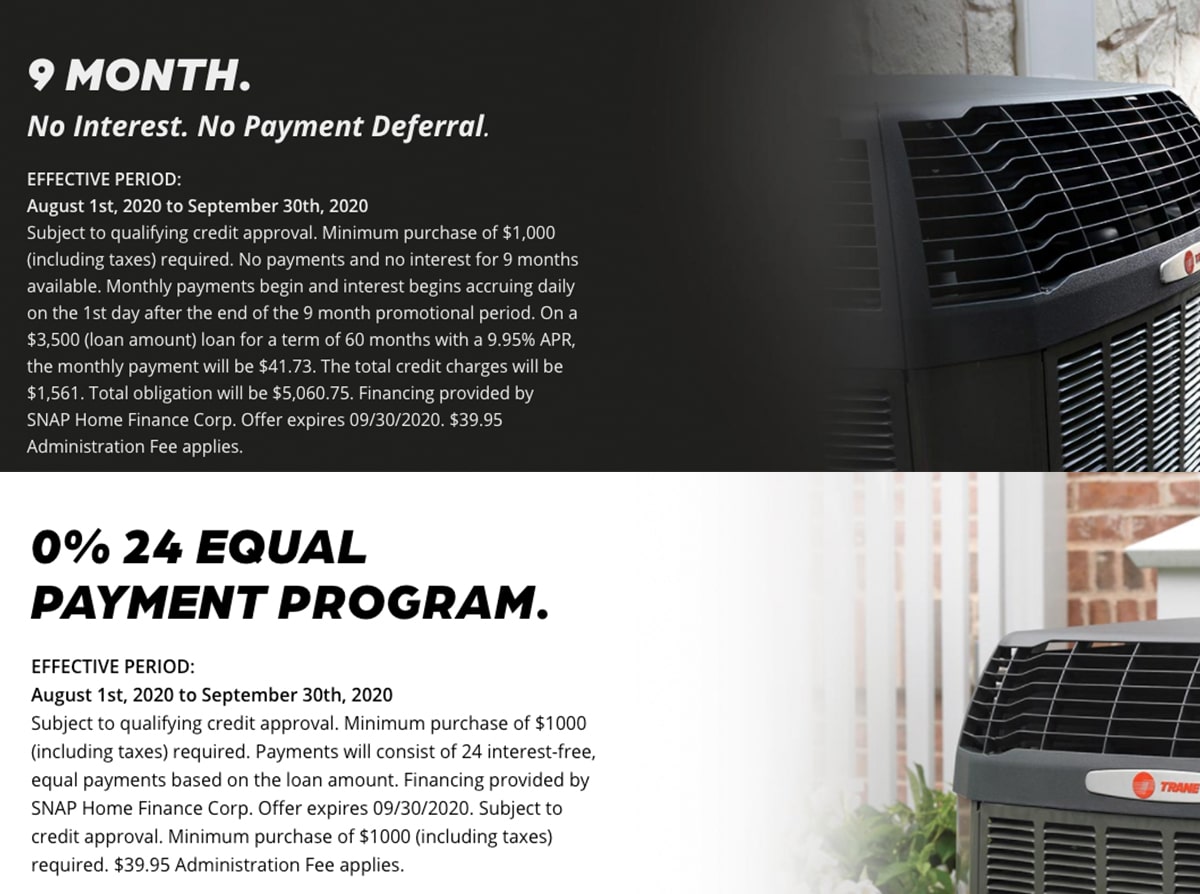 9 MONTH.
No Interest. No Payment Deferral.
EFFECTIVE PERIOD:
August 1st, 2020 to September 30th, 2020
Subject to qualifying credit approval. Minimum purchase of $1,000
(including taxes) required. No payments and no interest for 9 months
available. Monthly payments begin and interest begins accruing daily
on the 1st day after the end of the 9 month promotional period. On a
$3,500 (loan amount) loan for a term of 60 months with a 9.95% APR,
the monthly payment will be $41.73. The total credit charges will be
$1,561. Total obligation will be $5,060.75. Financing provided by
SNAP Home Finance Corp. Offer expires 09/30/2020. $39.95
Administration Fee applies.
0% 24 EQUAL
PAYMENT PROGRAM.
EFFECTIVE PERIOD:
August 1st, 2020 to September 30th, 2020
Subject to qualifying credit approval. Minimum purchase of $1000
(including taxes) required. Payments will consist of 24 interest-free,
equal payments based on the loan amount. Financing provided by
SNAP Home Finance Corp. Offer expires 09/30/2020. Subject to
credit approval. Minimum purchase of $1000 (including taxes)
required. $39.95 Administration Fee applies.
TRANE